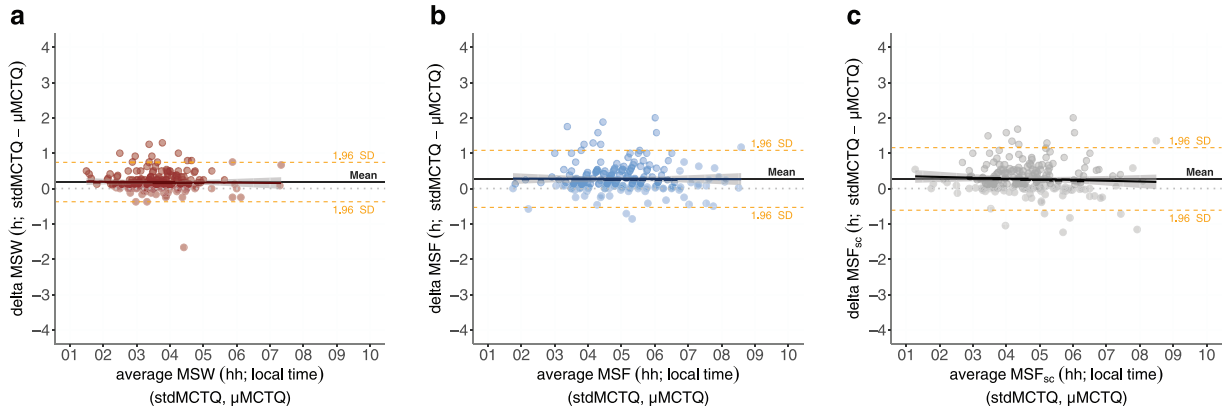 a
delta MSW (h; stdMCTQ − μMCTQ)
4
3
2
1
0
−1
−2
−3
−4
1.96 SD
Mean
1.96 SD
01 02 03 04 05 06 07 08 09 10
average MSW (hh; local time)
(stdMCTQ, μMCTQ)
b
delta MSF (h; stdMCTQ − μMCTQ)
4
3
2
1
0
−1
−2
−3
−4
1.96 SD
Mean
1.96 SD
01 02 03 04 05 06 07 08 09 10
average MSF (hh; local time)
(stdMCTQ, μMCTQ)
c
delta MSFsc (h; stdMCTQ − μMCTQ)
4
3
2
1
0
−1
−2
−3
−4
1.96 SD
Mean
1.96 SD
01 02 03 04 05 06 07 08 09 10
average MSFsc (hh; local time)
(stdMCTQ, μMCTQ)